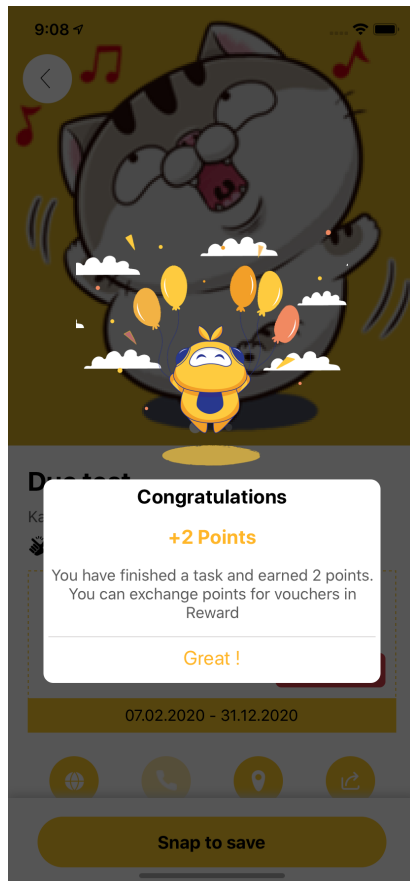 9:08
Congratulations
+2 Points
You have finished a task and earned 2 points.
You can exchange points for vouchers in
Reward
Great !
07.02.2020 - 31.12.2020
Snap to save